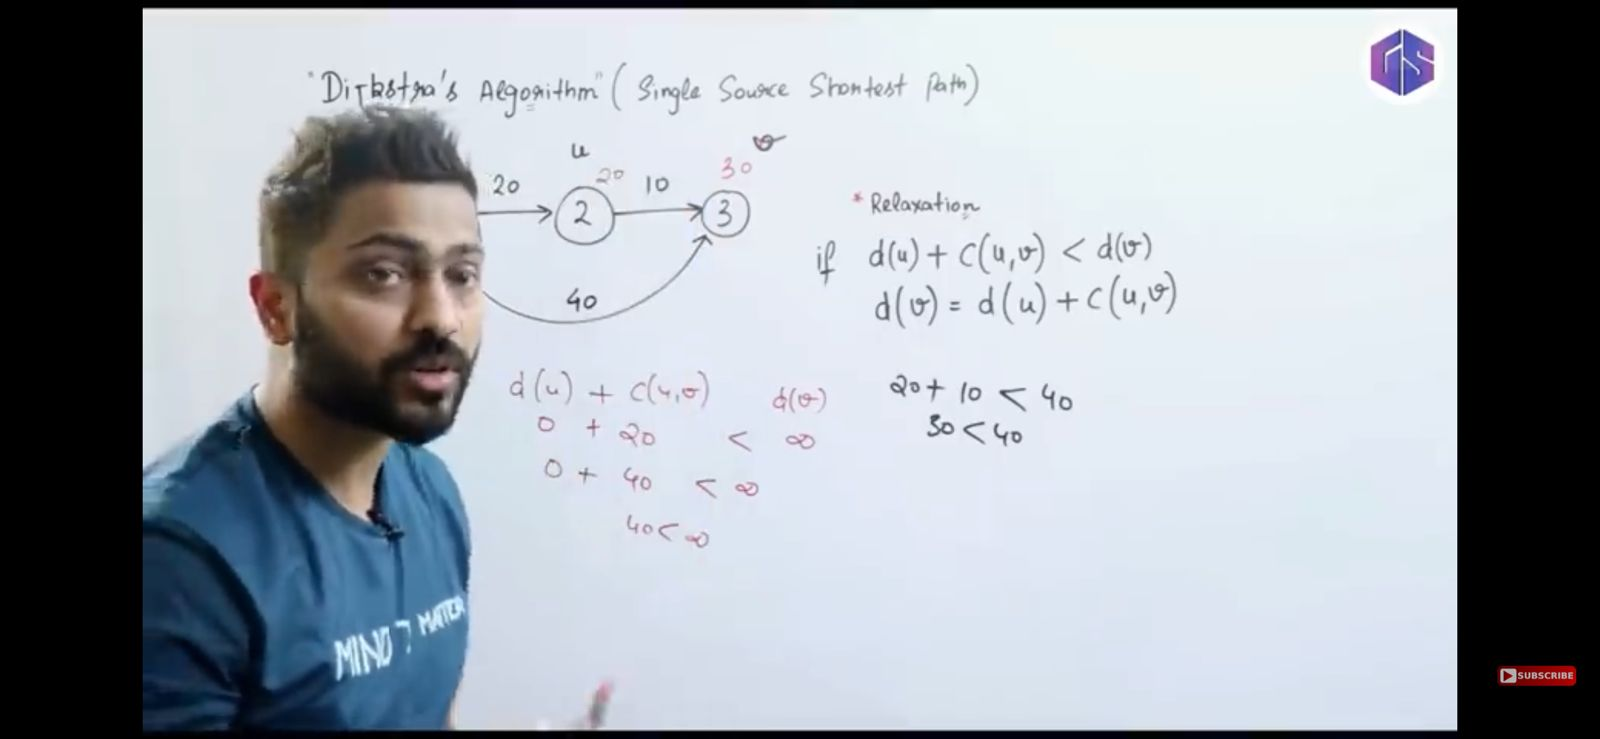 "Dijkstra's Algorithm" (Single Source Shortest Path)
GS
u
v
20
20
10
30
2
3
40
* Relaxation
if d(u) + c(u,v) < d(v)
d(v) = d(u) + c(u,v)
d(u) + c(u,v) d(v)
0 + 20 < ∞
0 + 40 < ∞
40 < ∞
20 + 10 < 40
30 < 40
MIND MATTER
SUBSCRIBE